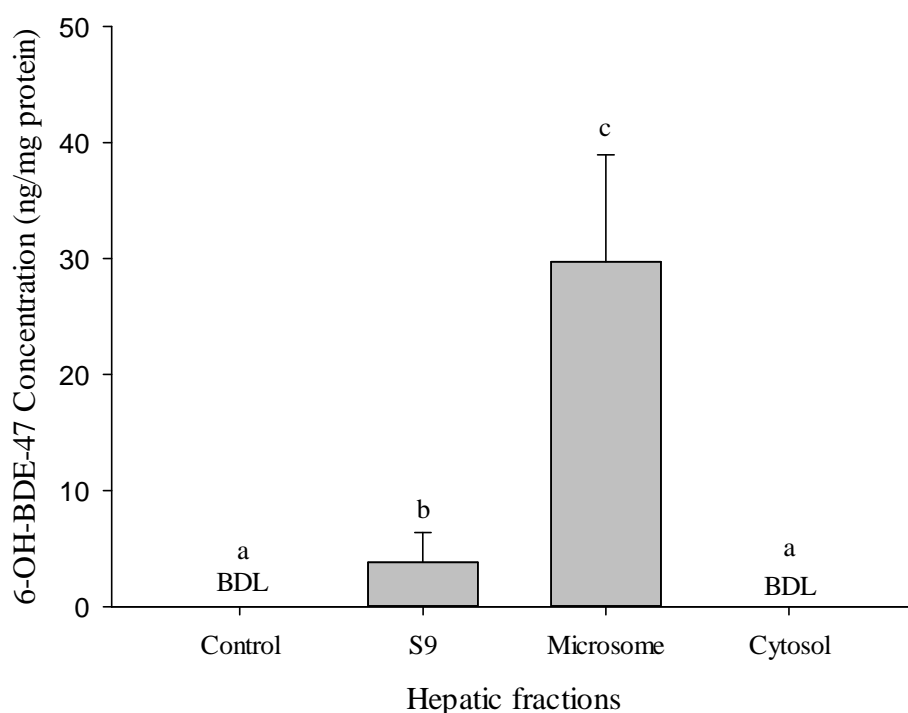 6-OH-BDE-47 Concentration (ng/mg protein)
50
40
30
20
10
0
a
BDL
b
c
a
BDL
Control
S9
Microsome
Cytosol
Hepatic fractions